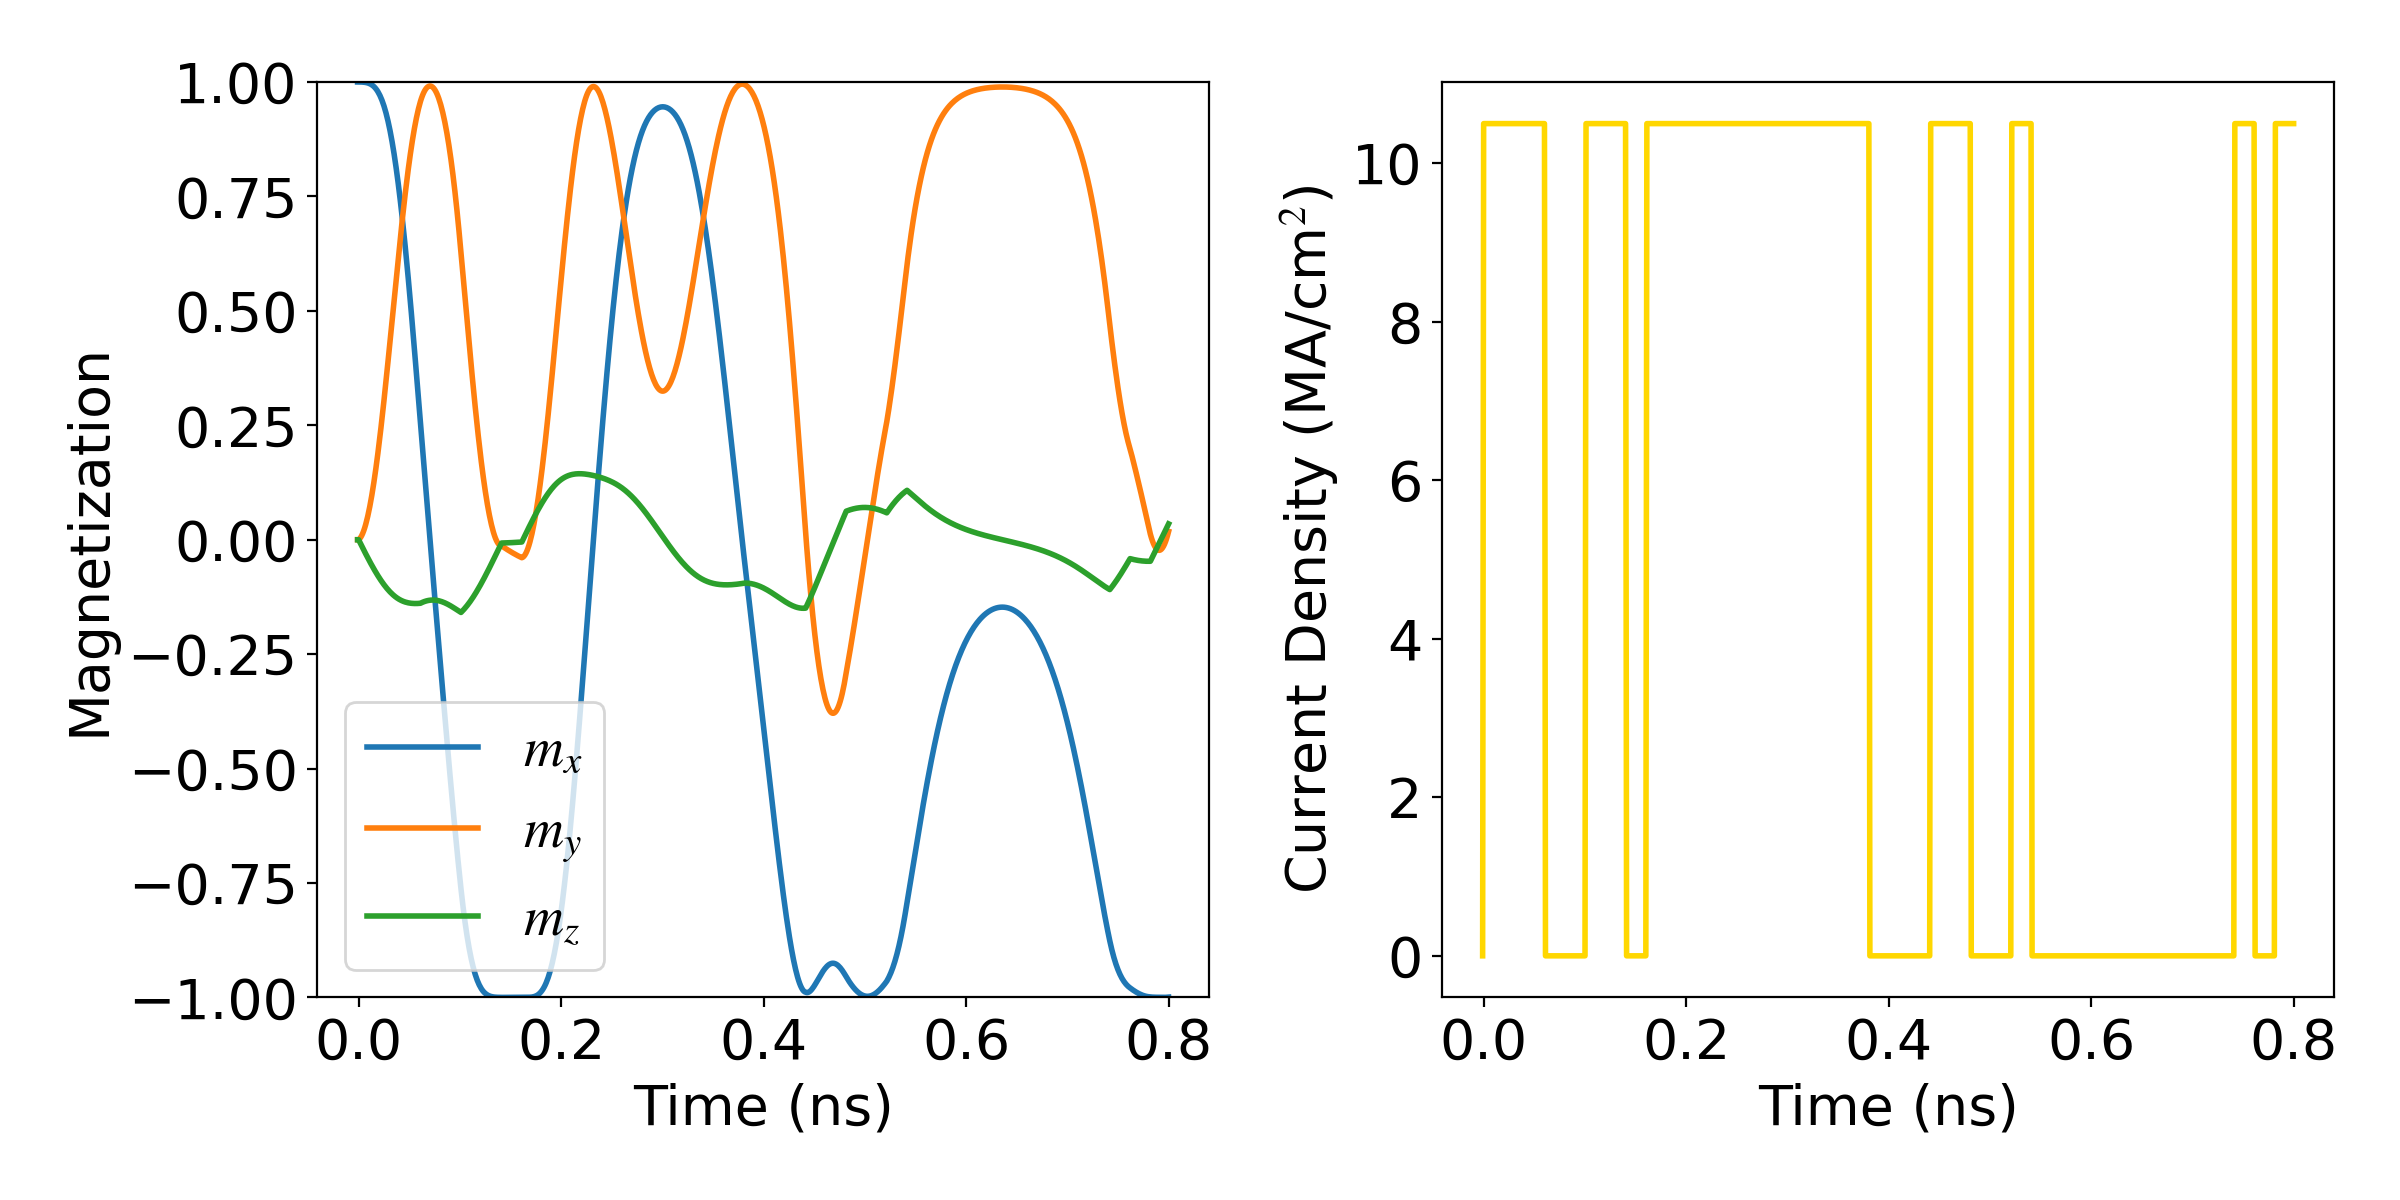 Magnetization
1.00
0.75
0.50
0.25
0.00
−0.25
−0.50
−0.75
−1.00
m_x
m_y
m_z
0.0 0.2 0.4 0.6 0.8
Time (ns)
Current Density (MA/cm²)
10
8
6
4
2
0
0.0 0.2 0.4 0.6 0.8
Time (ns)